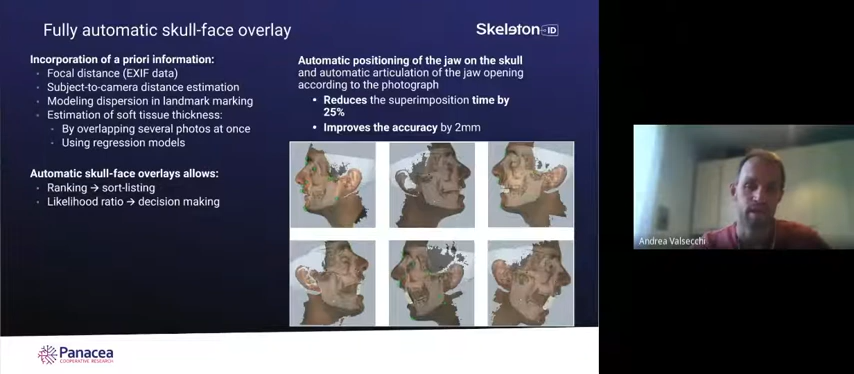 Fully automatic skull-face overlay
Skeleton-ID
Incorporation of a priori information:
Focal distance (EXIF data)
Subject-to-camera distance estimation
Modeling dispersion in landmark marking
Estimation of soft tissue thickness:
By overlapping several photos at once
Using regression models
Automatic skull-face overlays allows:
Ranking → sort-listing
Likelihood ratio → decision making
Automatic positioning of the jaw on the skull
and automatic articulation of the jaw opening
according to the photograph
Reduces the superimposition time by
25%
Improves the accuracy by 2mm
Andrea Valsecchi
Panacea
COOPERATIVE RESEARCH